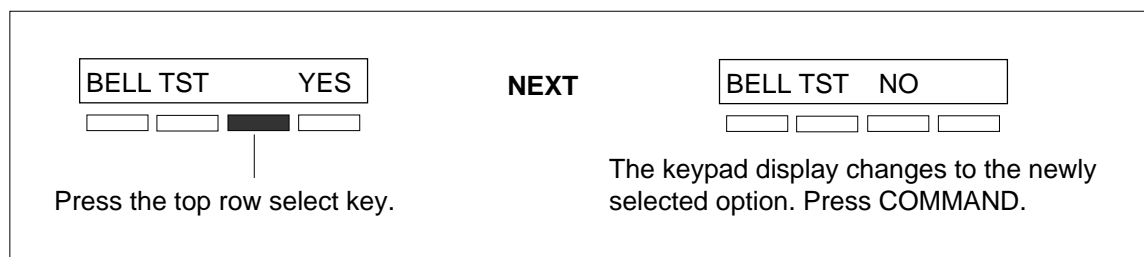 BELL TST YES
NEXT
BELL TST NO
Press the top row select key.
The keypad display changes to the newly
selected option. Press COMMAND.